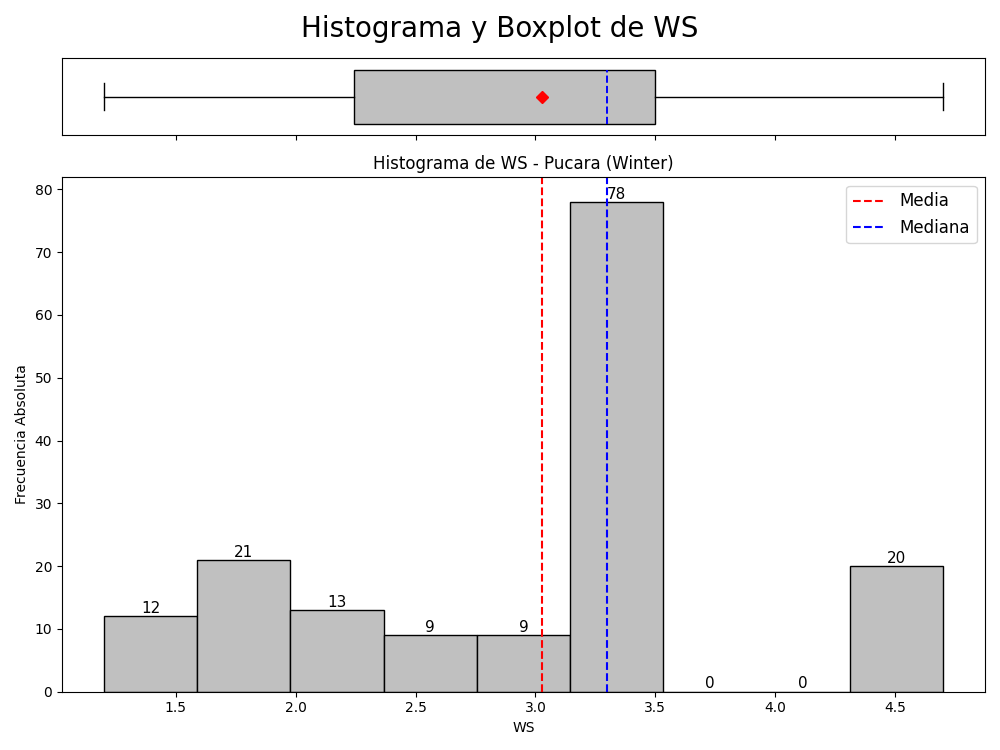 Histograma y Boxplot de WS
Histograma de WS - Pucara (Winter)
Media
Mediana
80
70
60
50
40
30
20
10
0
Frecuencia Absoluta
12
21
13
9
9
78
0
0
20
1.5 2.0 2.5 3.0 3.5 4.0 4.5
WS